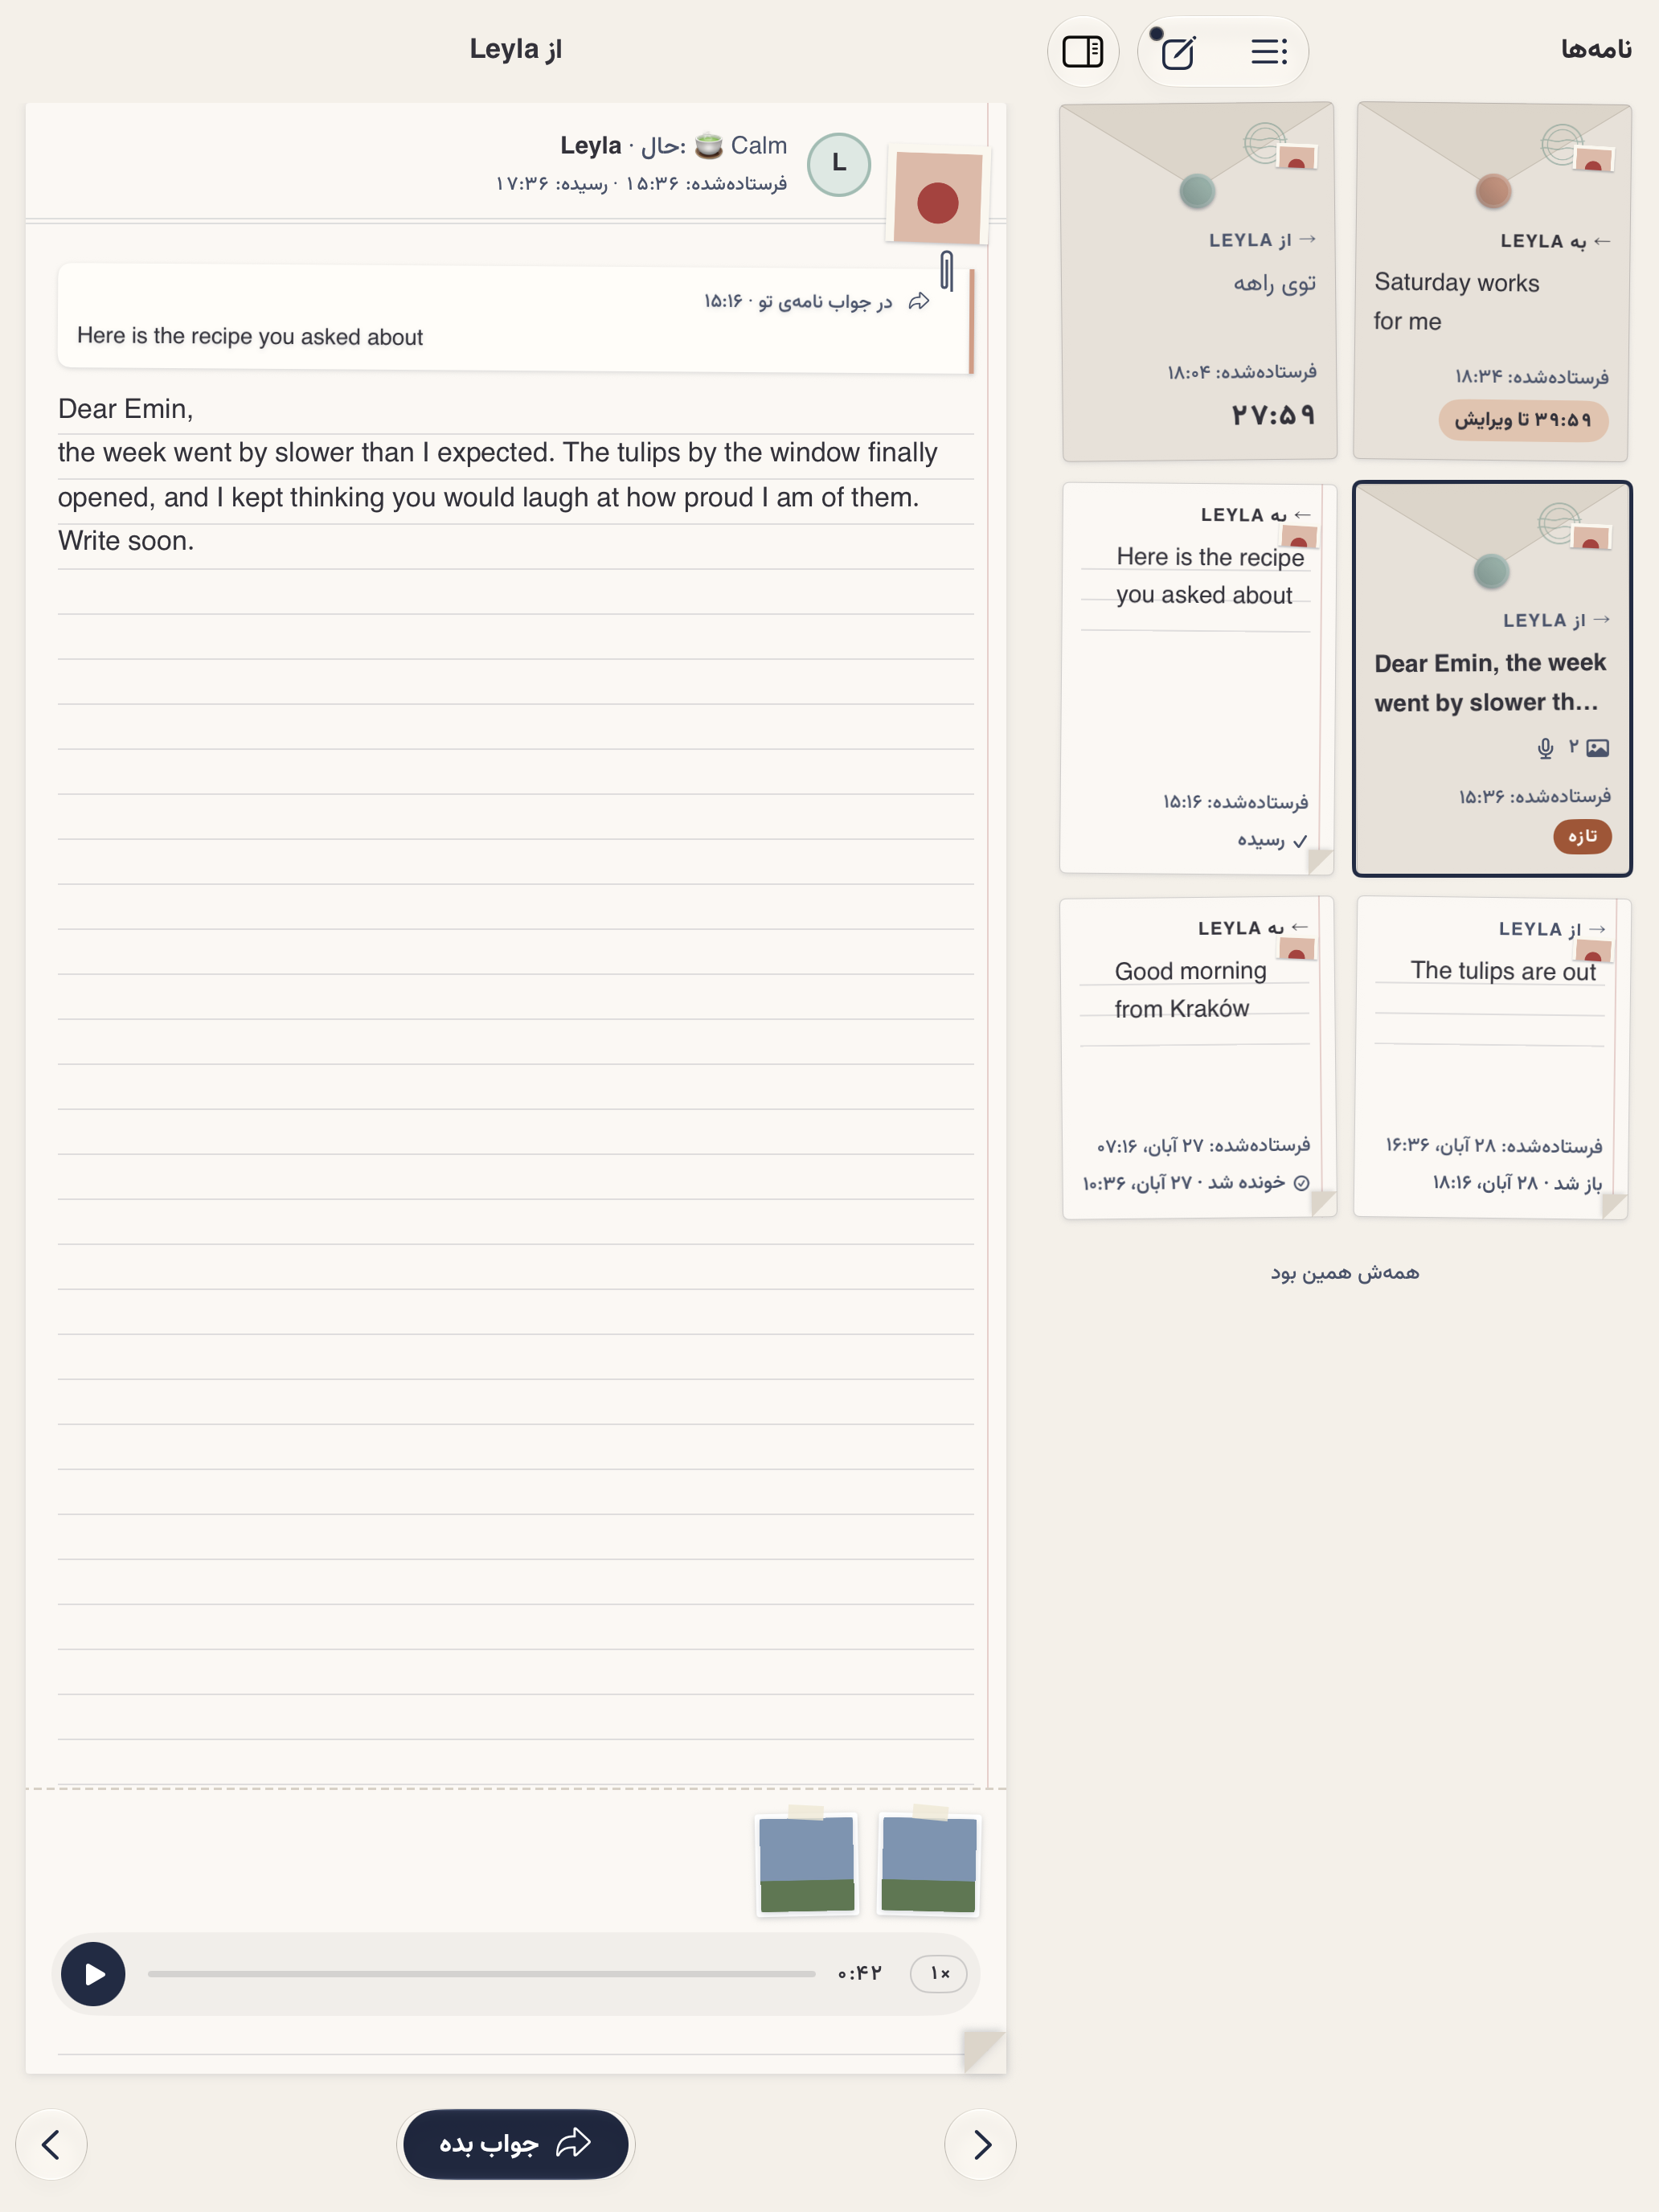 نامه‌ها
از Leyla
← به LEYLA
Saturday works
for me
فرستاده‌شده: ۱۸:۳۴
۳۹:۵۹ تا ویرایش
→ از LEYLA
توی راهه
فرستاده‌شده: ۱۸:۰۴
۲۷:۵۹
→ از LEYLA
Dear Emin, the week
went by slower th…
۲
فرستاده‌شده: ۱۵:۳۶
تازه
← به LEYLA
Here is the recipe
you asked about
فرستاده‌شده: ۱۵:۱۶
رسیده
→ از LEYLA
The tulips are out
فرستاده‌شده: ۲۸ آبان، ۱۶:۳۶
باز شد · ۲۸ آبان، ۱۸:۱۶
← به LEYLA
Good morning
from Kraków
فرستاده‌شده: ۲۷ آبان، ۰۷:۱۶
خونده شد · ۲۷ آبان، ۱۰:۳۶
همه‌ش همین بود
L
Leyla · حال: 🍵 Calm
فرستاده‌شده: ۱۵:۳۶ · رسیده: ۱۷:۳۶
در جواب نامه‌ی تو · ۱۵:۱۶
Here is the recipe you asked about
Dear Emin,
the week went by slower than I expected. The tulips by the window finally
opened, and I kept thinking you would laugh at how proud I am of them.
Write soon.
۰:۴۲
۱×
جواب بده